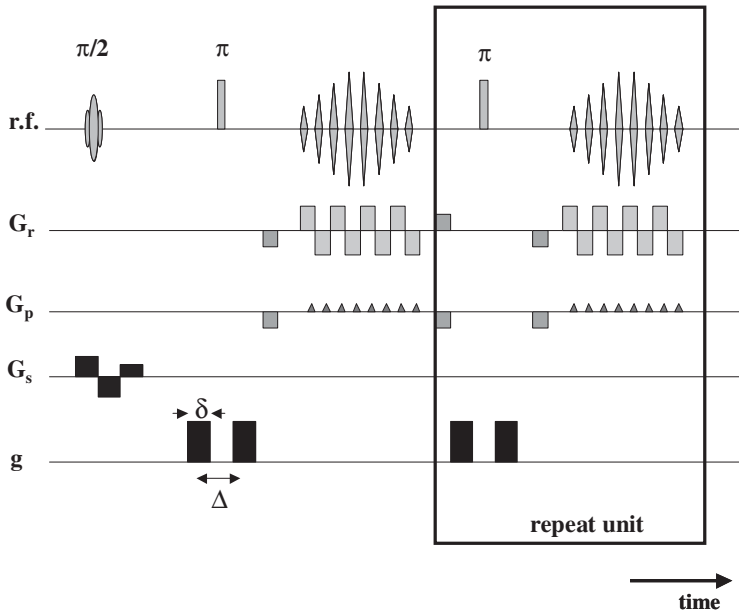 π/2
π
π
r.f.
G_r
G_p
G_s
δ
g
Δ
repeat unit
time